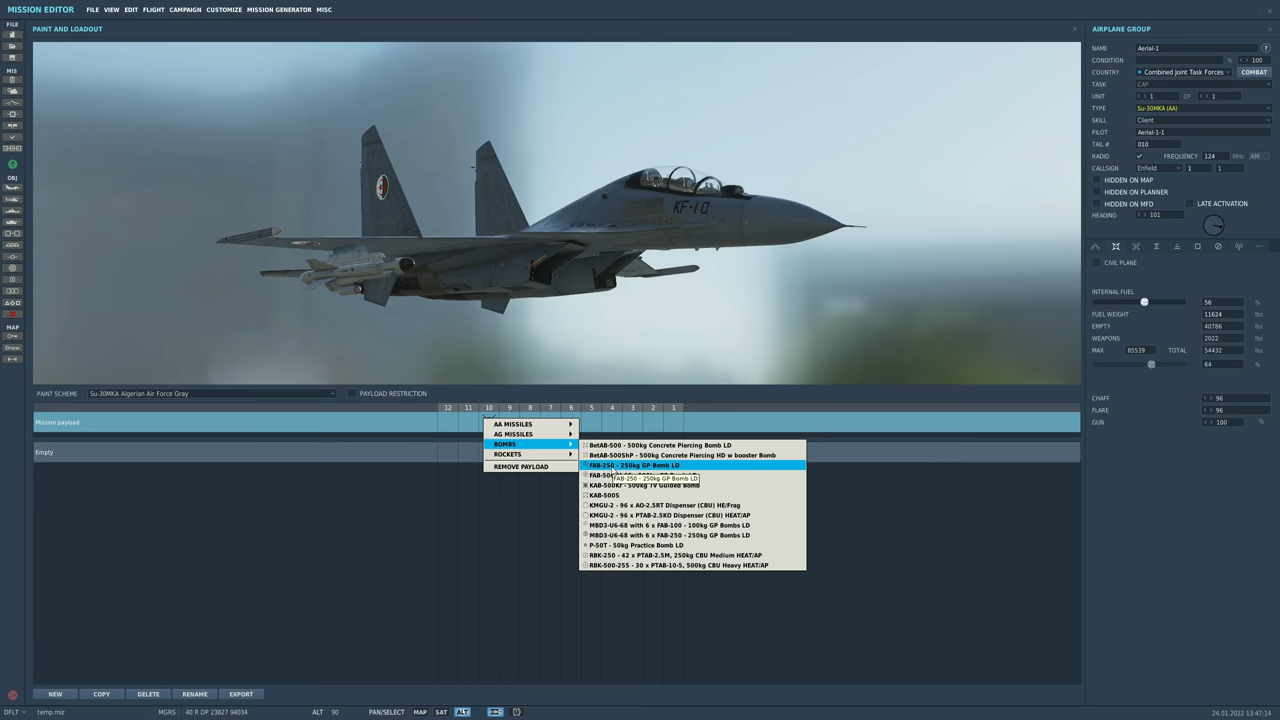 MISSION EDITOR
FILE VIEW EDIT FLIGHT CAMPAIGN CUSTOMIZE MISSION GENERATOR MISC
FILE
MIS
OBJ
MAP
Draw
PAINT AND LOADOUT
KF-10
PAINT SCHEME Su-30MKA Algerian Air Force Gray PAYLOAD RESTRICTION
12 11 10 9 8 7 6 5 4 3 2 1
Mission payload
Empty
AA MISSILES
AG MISSILES
BOMBS
ROCKETS
REMOVE PAYLOAD
BetAB-500 - 500kg Concrete Piercing Bomb LD
BetAB-500ShP - 500kg Concrete Piercing HD w booster Bomb
FAB-250 - 250kg GP Bomb LD
FAB-250 - 250kg GP Bomb LD
KAB-500Kr - 500kg TV Guided Bomb
KAB-500S
KMGU-2 - 96 x AO-2.5RT Dispenser (CBU) HE/Frag
KMGU-2 - 96 x PTAB-2.5KO Dispenser (CBU) HEAT/AP
MBD3-U6-68 with 6 x FAB-100 - 100kg GP Bombs LD
MBD3-U6-68 with 6 x FAB-250 - 250kg GP Bombs LD
P-50T - 50kg Practice Bomb LD
RBK-250 - 42 x PTAB-2.5M, 250kg CBU Medium HEAT/AP
RBK-500-255 - 30 x PTAB-10-5, 500kg CBU Heavy HEAT/AP
NEW COPY DELETE RENAME EXPORT
AIRPLANE GROUP
NAME Aerial-1 ?
CONDITION % < > 100
COUNTRY Combined Joint Task Forces COMBAT
TASK CAP
UNIT < > 1 OF < > 1
TYPE Su-30MKA (AA)
SKILL Client
PILOT Aerial-1-1
TAIL # 010
RADIO FREQUENCY 124 MHz AM
CALLSIGN Enfield 1 1
HIDDEN ON MAP
HIDDEN ON PLANNER
HIDDEN ON MFD LATE ACTIVATION
HEADING < > 101
CIVIL PLANE
INTERNAL FUEL
56 %
FUEL WEIGHT 11624 lbs
EMPTY 40786 lbs
WEAPONS 2022 lbs
MAX 85539 TOTAL 54432 lbs
64 %
CHAFF < > 96
FLARE < > 96
GUN < > 100 %
DFLT temp.miz MGRS 40 R DP 23827 94034 ALT 90 PAN/SELECT MAP SAT ALT 24.01.2022 13:47:14